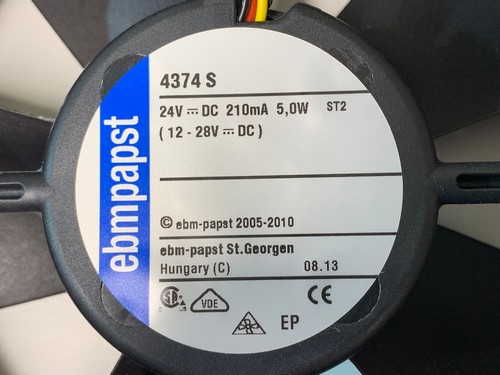 ebmpapst
4374 S
24V ⎓ DC 210mA 5,0W ST2
( 12 - 28V ⎓ DC )
© ebm-papst 2005-2010
ebm-papst St.Georgen
Hungary (C) 08.13
VDE
CE
EP